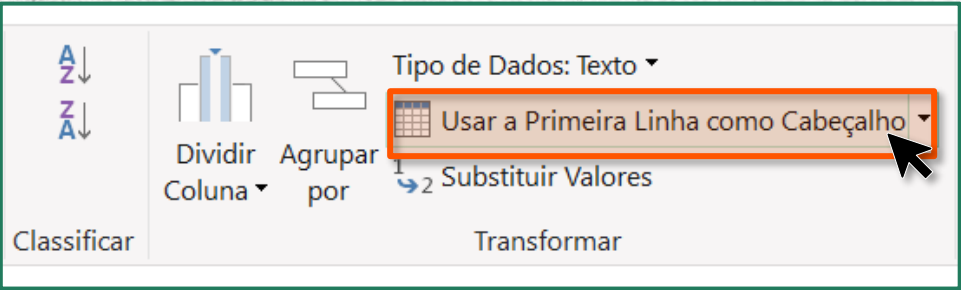 A
Z
Z
A
Classificar
Dividir
Coluna
Agrupar
por
Tipo de Dados: Texto
Usar a Primeira Linha como Cabeçalho
1
2 Substituir Valores
Transformar